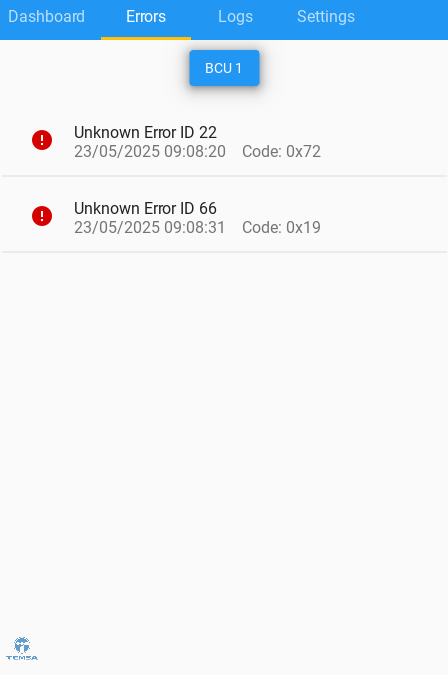 Dashboard Errors Logs Settings
BCU 1
Unknown Error ID 22
23/05/2025 09:08:20 Code: 0x72
Unknown Error ID 66
23/05/2025 09:08:31 Code: 0x19
TEMSA